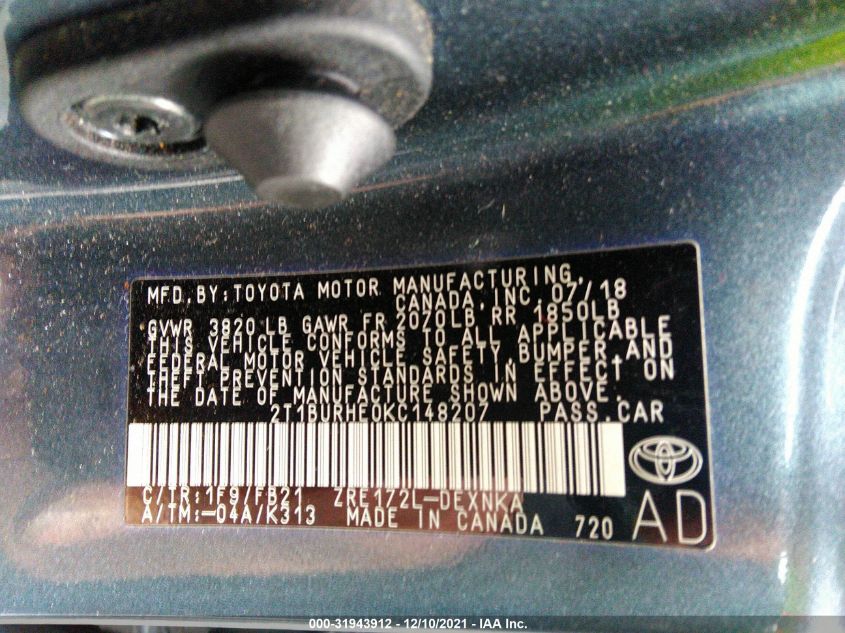 MFD. BY: TOYOTA MOTOR MANUFACTURING,
CANADA, INC. 07/18
GVWR 3820 LB GAWR FR 2070LB RR 1850LB
THIS VEHICLE CONFORMS TO ALL APPLICABLE
FEDERAL MOTOR VEHICLE SAFETY, BUMPER, AND
THEFT PREVENTION STANDARDS IN EFFECT ON
THE DATE OF MANUFACTURE SHOWN ABOVE.
2T1BURHE0KC148207 PASS. CAR
C/TR: 1F9/FB21 ZRE172L-DEXNKA
A/TM: -04A/K313 MADE IN CANADA 720
AD
000-31943912 - 12/10/2021 - IAA Inc.